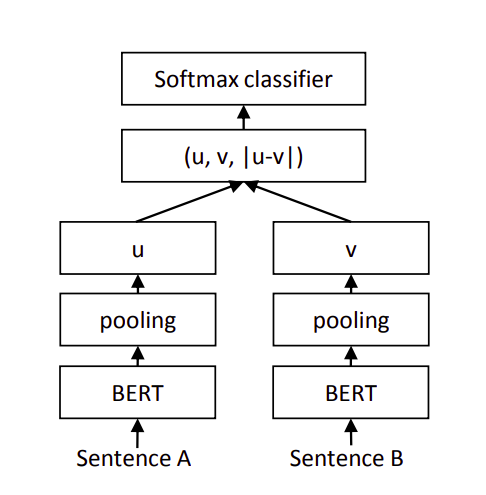 Softmax classifier
(u, v, |u-v|)
u
v
pooling
pooling
BERT
BERT
Sentence A
Sentence B